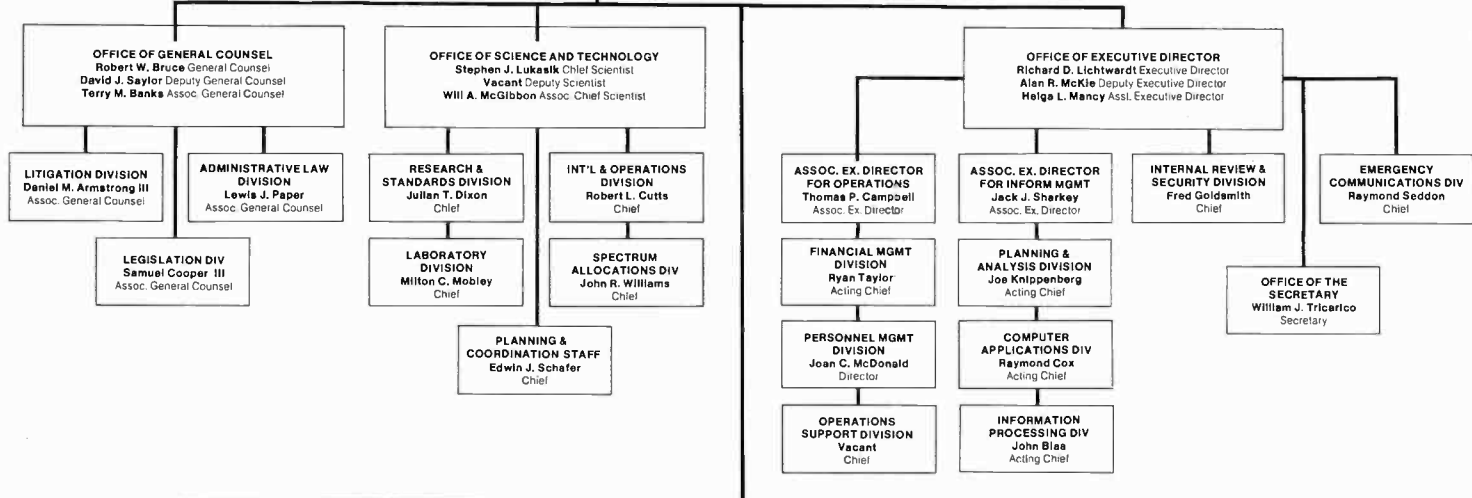 OFFICE OF GENERAL COUNSEL
Robert W. Bruce General Counsel
David J. Saylor Deputy General Counsel
Terry M. Banks Assoc. General Counsel
LITIGATION DIVISION
Daniel M. Armstrong III
Assoc. General Counsel
ADMINISTRATIVE LAW
DIVISION
Lewis J. Paper
Assoc. General Counsel
LEGISLATION DIV
Samuel Cooper III
Assoc. General Counsel
OFFICE OF SCIENCE AND TECHNOLOGY
Stephen J. Lukasik Chief Scientist
Vacant Deputy Scientist
Will A. McGibbon Assoc. Chief Scientist
RESEARCH &
STANDARDS DIVISION
Julian T. Dixon
Chief
INT'L & OPERATIONS
DIVISION
Robert L. Cutts
Chief
LABORATORY
DIVISION
Milton C. Mobley
Chief
SPECTRUM
ALLOCATIONS DIV
John R. Williams
Chief
PLANNING &
COORDINATION STAFF
Edwin J. Schafer
Chief
OFFICE OF EXECUTIVE DIRECTOR
Richard D. Lichtwardt Executive Director
Alan R. McKie Deputy Executive Director
Helga L. Mancy Asst. Executive Director
ASSOC. EX. DIRECTOR
FOR OPERATIONS
Thomas P. Campbell
Assoc. Ex. Director
ASSOC. EX. DIRECTOR
FOR INFORM MGMT
Jack J. Sharkey
Assoc. Ex. Director
INTERNAL REVIEW &
SECURITY DIVISION
Fred Goldsmith
Chief
EMERGENCY
COMMUNICATIONS DIV
Raymond Seddon
Chief
FINANCIAL MGMT
DIVISION
Ryan Taylor
Acting Chief
PLANNING &
ANALYSIS DIVISION
Joe Knippenberg
Acting Chief
OFFICE OF THE
SECRETARY
William J. Tricarico
Secretary
PERSONNEL MGMT
DIVISION
Joan C. McDonald
Director
COMPUTER
APPLICATIONS DIV
Raymond Cox
Acting Chief
OPERATIONS
SUPPORT DIVISION
Vacant
Chief
INFORMATION
PROCESSING DIV
John Blaa
Acting Chief